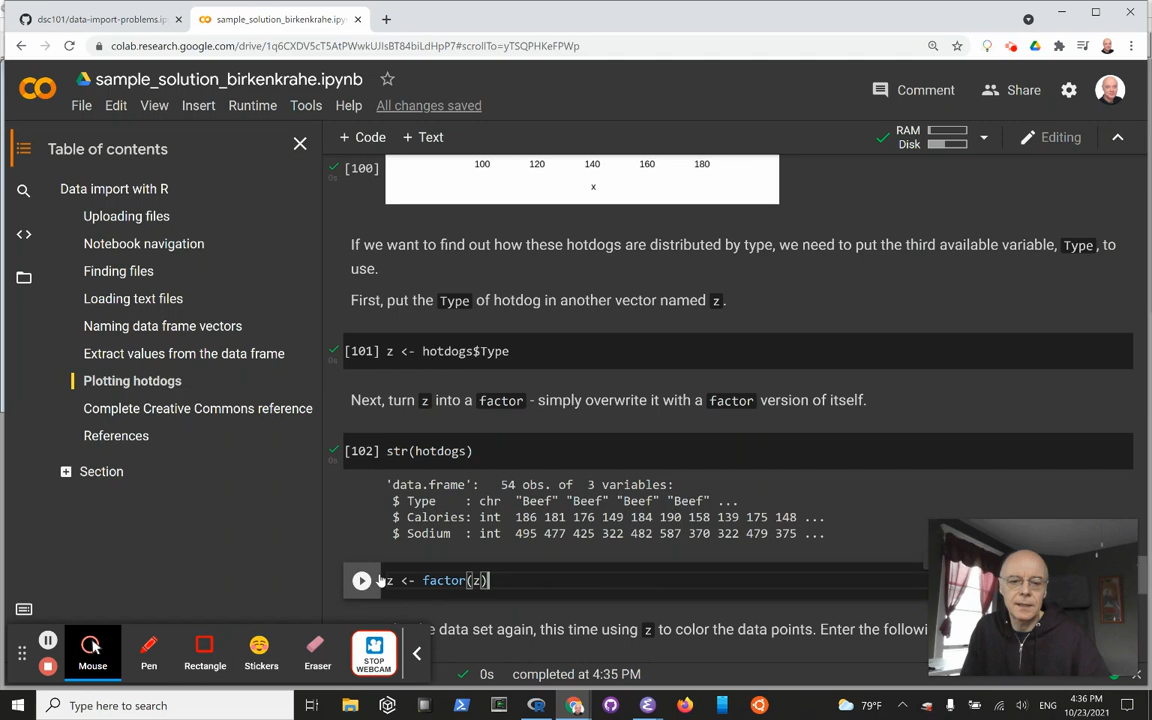 dsc101/data-import-problems.ip
sample_solution_birkenkrahe.ipyn
colab.research.google.com/drive/1q6CXDV5cT5AtPWwkUJIsBT84biLdHpP7#scrollTo=yTSQPHKeFPWp
sample_solution_birkenkrahe.ipynb
File Edit View Insert Runtime Tools Help All changes saved
Comment Share
Table of contents
Data import with R
Uploading files
Notebook navigation
Finding files
Loading text files
Naming data frame vectors
Extract values from the data frame
Plotting hotdogs
Complete Creative Commons reference
References
Section
+ Code + Text
RAM
Disk
Editing
[100]
100 120 140 160 180
x
If we want to find out how these hotdogs are distributed by type, we need to put the third available variable, Type, to
use.
First, put the Type of hotdog in another vector named z.
[101] z <- hotdogs$Type
0s
Next, turn z into a factor - simply overwrite it with a factor version of itself.
[102] str(hotdogs)
0s
'data.frame': 54 obs. of 3 variables:
$ Type : chr "Beef" "Beef" "Beef" "Beef" ...
$ Calories: int 186 181 176 149 184 190 158 139 175 148 ...
$ Sodium : int 495 477 425 322 482 587 370 322 479 375 ...
z <- factor(z)
e data set again, this time using z to color the data points. Enter the followi
0s completed at 4:35 PM
Mouse Pen Rectangle Stickers Eraser STOP
WEBCAM
Type here to search
79°F
4:36 PM
10/23/2021